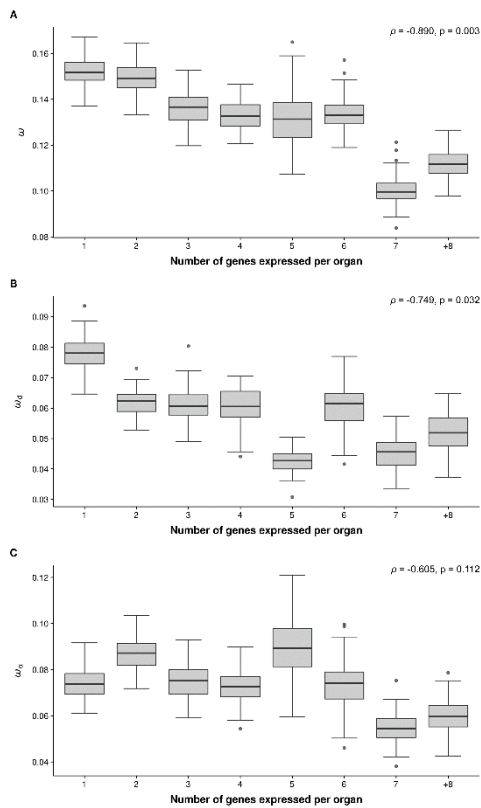 A
ρ = -0.890, p = 0.003
0.16
0.14
0.12
0.10
0.08
ω
1 2 3 4 5 6 7 +8
Number of genes expressed per organ
B
ρ = -0.749, p = 0.032
0.09
0.08
0.07
0.06
0.05
0.04
0.03
ωd
1 2 3 4 5 6 7 +8
Number of genes expressed per organ
C
ρ = -0.605, p = 0.112
0.12
0.10
0.08
0.06
0.04
ωα
1 2 3 4 5 6 7 +8
Number of genes expressed per organ